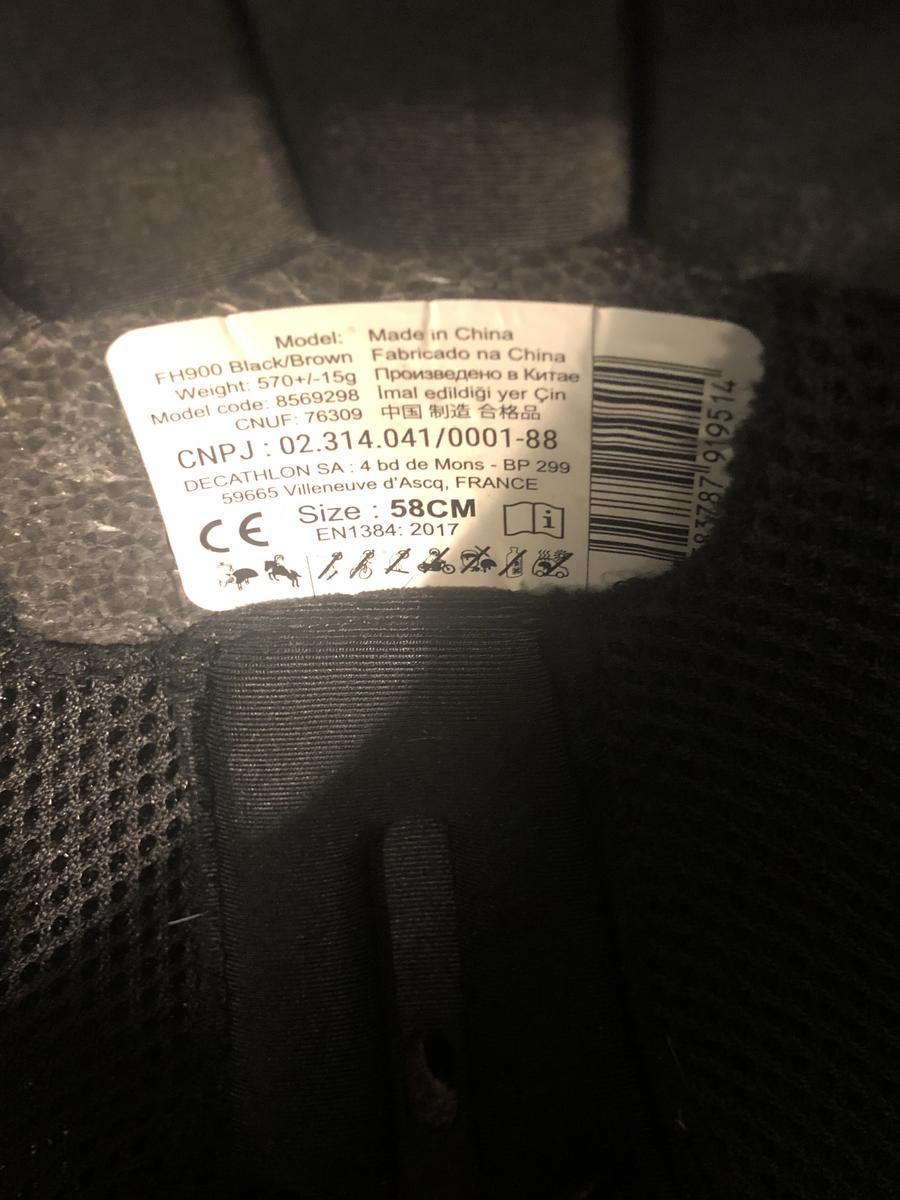 Model:
FH900 Black/Brown
Weight: 570+/-15g
Model code: 8569298
CNUF: 76309
Made in China
Fabricado na China
Произведено в Китае
İmal edildiği yer Çin
中国 制造 合格品
CNPJ : 02.314.041/0001-88
DECATHLON SA : 4 bd de Mons - BP 299
59665 Villeneuve d'Ascq, FRANCE
Size : 58CM
EN1384: 2017
CE
i
83787 919514